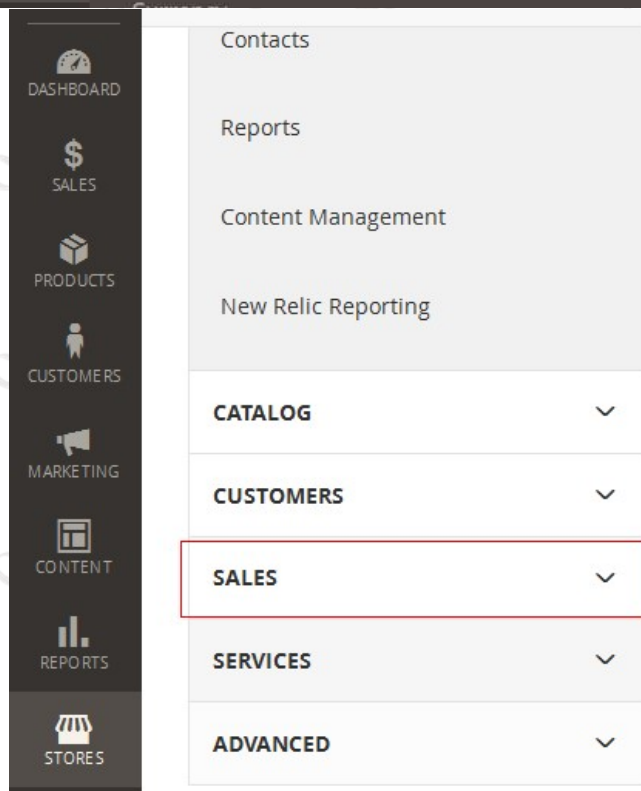 DASHBOARD
SALES
PRODUCTS
CUSTOMERS
MARKETING
CONTENT
REPORTS
STORES
Contacts
Reports
Content Management
New Relic Reporting
CATALOG
CUSTOMERS
SALES
SERVICES
ADVANCED